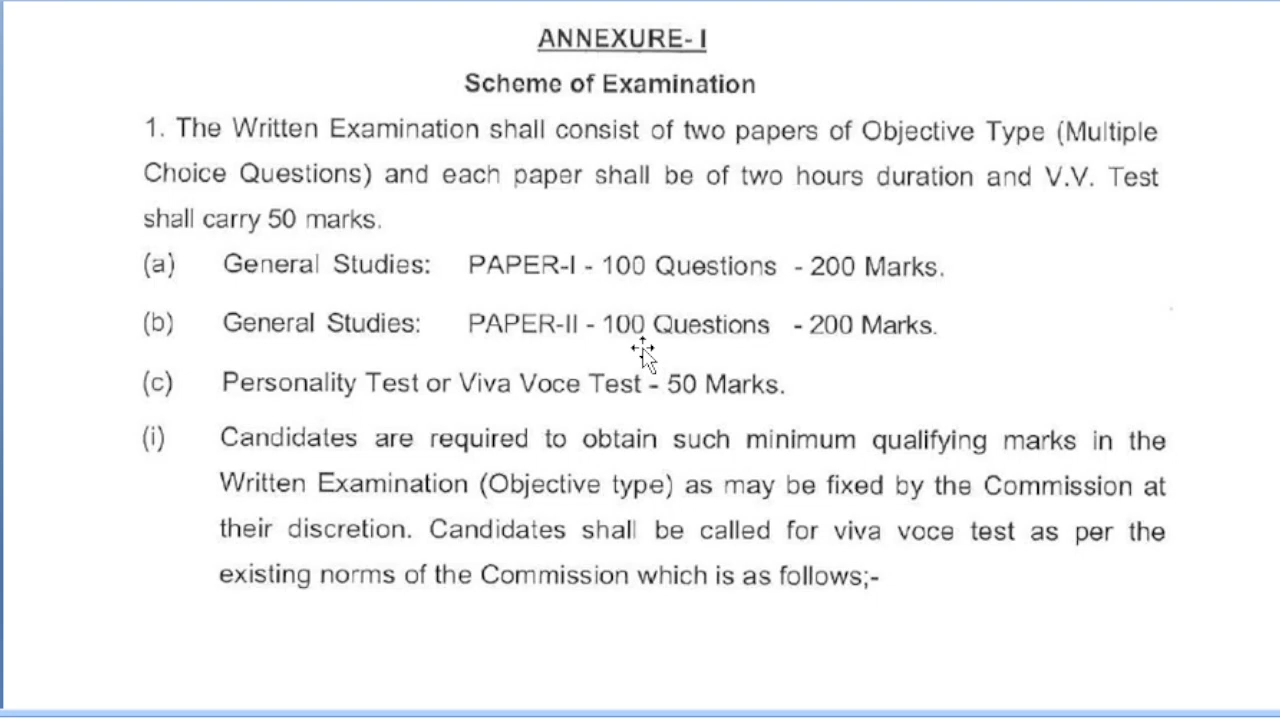 ANNEXURE- I
Scheme of Examination
1. The Written Examination shall consist of two papers of Objective Type (Multiple
Choice Questions) and each paper shall be of two hours duration and V.V. Test
shall carry 50 marks.
(a) General Studies: PAPER-I - 100 Questions - 200 Marks.
(b) General Studies: PAPER-II - 100 Questions - 200 Marks.
(c) Personality Test or Viva Voce Test - 50 Marks.
(i) Candidates are required to obtain such minimum qualifying marks in the
Written Examination (Objective type) as may be fixed by the Commission at
their discretion. Candidates shall be called for viva voce test as per the
existing norms of the Commission which is as follows;-